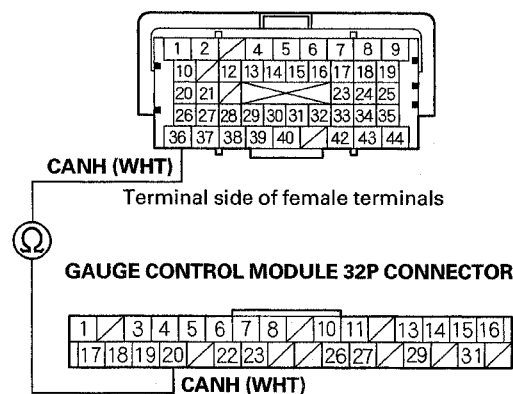 1 2 4 5 6 7 8 9
10 12 13 14 15 16 17 18 19
20 21 23 24 25
26 27 28 29 30 31 32 33 34 35
36 37 38 39 40 42 43 44
CANH (WHT)
Terminal side of female terminals
Ω
GAUGE CONTROL MODULE 32P CONNECTOR
1 3 4 5 6 7 8 10 11 13 14 15 16
17 18 19 20 22 23 26 27 29 31
CANH (WHT)